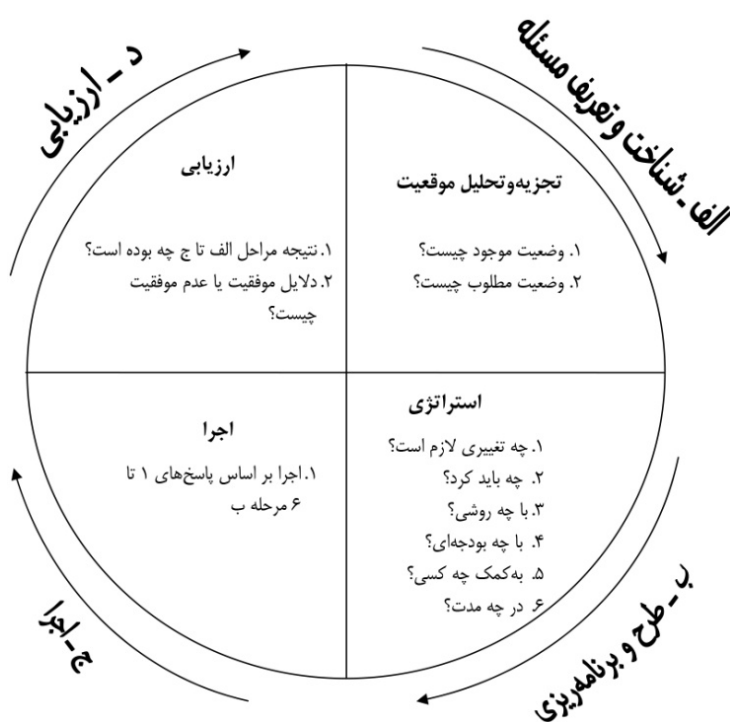 الف ـ شناخت و تعریف مسئله
تجزیه‌وتحلیل موقعیت
۱. وضعیت موجود چیست؟
۲. وضعیت مطلوب چیست؟
ب ـ طرح و برنامه‌ریزی
استراتژی
۱. چه تغییری لازم است؟
۲. چه باید کرد؟
۳. با چه روشی؟
۴. با چه بودجه‌ای؟
۵. به‌کمک چه کسی؟
۶. در چه مدت؟
ج ـ اجرا
اجرا
۱. اجرا بر اساس پاسخ‌های ۱ تا
۶ مرحله ب
د ـ ارزیابی
ارزیابی
۱. نتیجه مراحل الف تا ج چه بوده است؟
۲. دلایل موفقیت یا عدم موفقیت
چیست؟